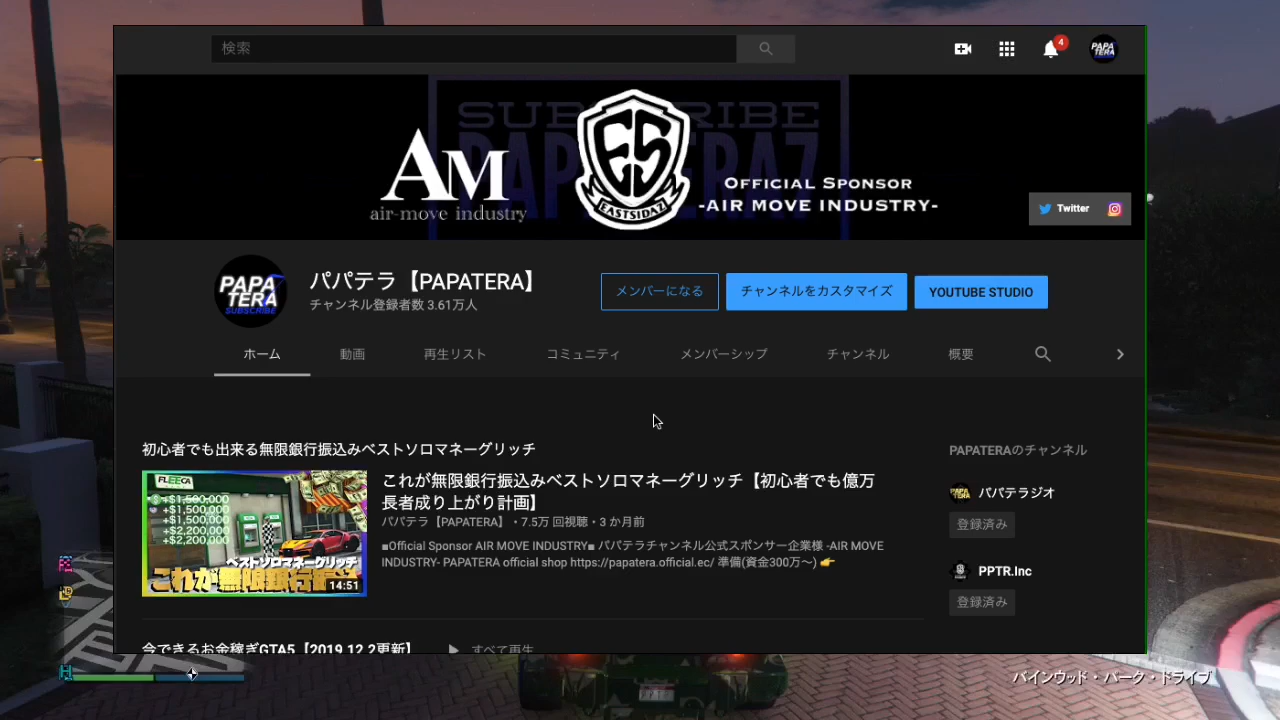 検索
4
PAPA TERA
SUBSCRIBE
PAPATERA7
AM
air-move industry
ES
EASTSIDAZ
OFFICIAL SPONSOR
-AIR MOVE INDUSTRY-
Twitter
PAPA
TERA
SUBSCRIBE
パパテラ【PAPATERA】
チャンネル登録者数 3.61万人
メンバーになる
チャンネルをカスタマイズ
YOUTUBE STUDIO
ホーム 動画 再生リスト コミュニティ メンバーシップ チャンネル 概要
初心者でも出来る無限銀行振込みベストソロマネーグリッチ
FLEECA
+$1,500,000
+$1,500,000
+$1,500,000
+$2,200,000
+$2,200,000
ベストソロマネーグリッチ
これが無限銀行振込
14:51
これが無限銀行振込みベストソロマネーグリッチ【初心者でも億万
長者成り上がり計画】
パパテラ【PAPATERA】・7.5万 回視聴・3 か月前
■Official Sponsor AIR MOVE INDUSTRY■ パパテラチャンネル公式スポンサー企業様 -AIR MOVE
INDUSTRY- PAPATERA official shop https://papatera.official.ec/ 準備(資金300万〜) 👉
PAPATERAのチャンネル
パパテラジオ
登録済み
PPTR.Inc
登録済み
今できるお金稼ぎGTA5【2019.12.2更新】 ▶ すべて再生
バインウッド・パーク・ドライブ